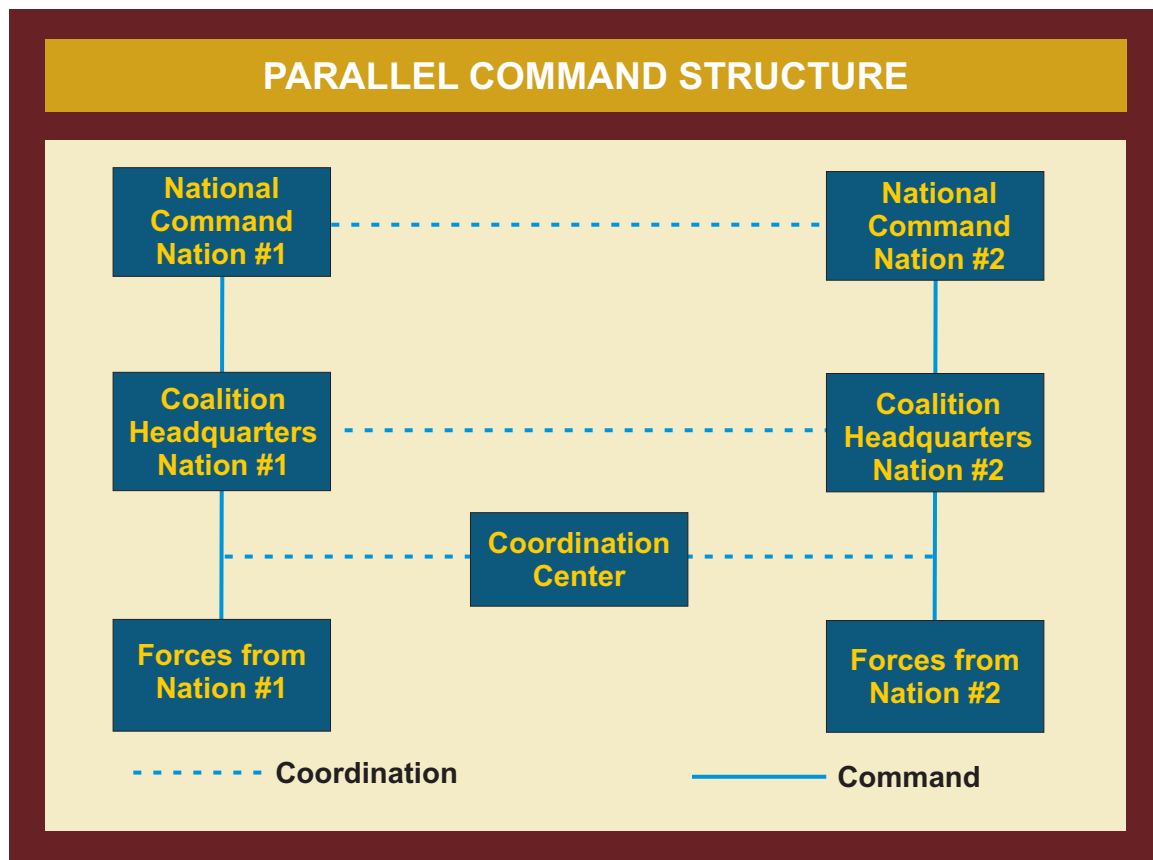 PARALLEL COMMAND STRUCTURE
National
Command
Nation #1
National
Command
Nation #2
Coalition
Headquarters
Nation #1
Coalition
Headquarters
Nation #2
Coordination
Center
Forces from
Nation #1
Forces from
Nation #2
Coordination
Command